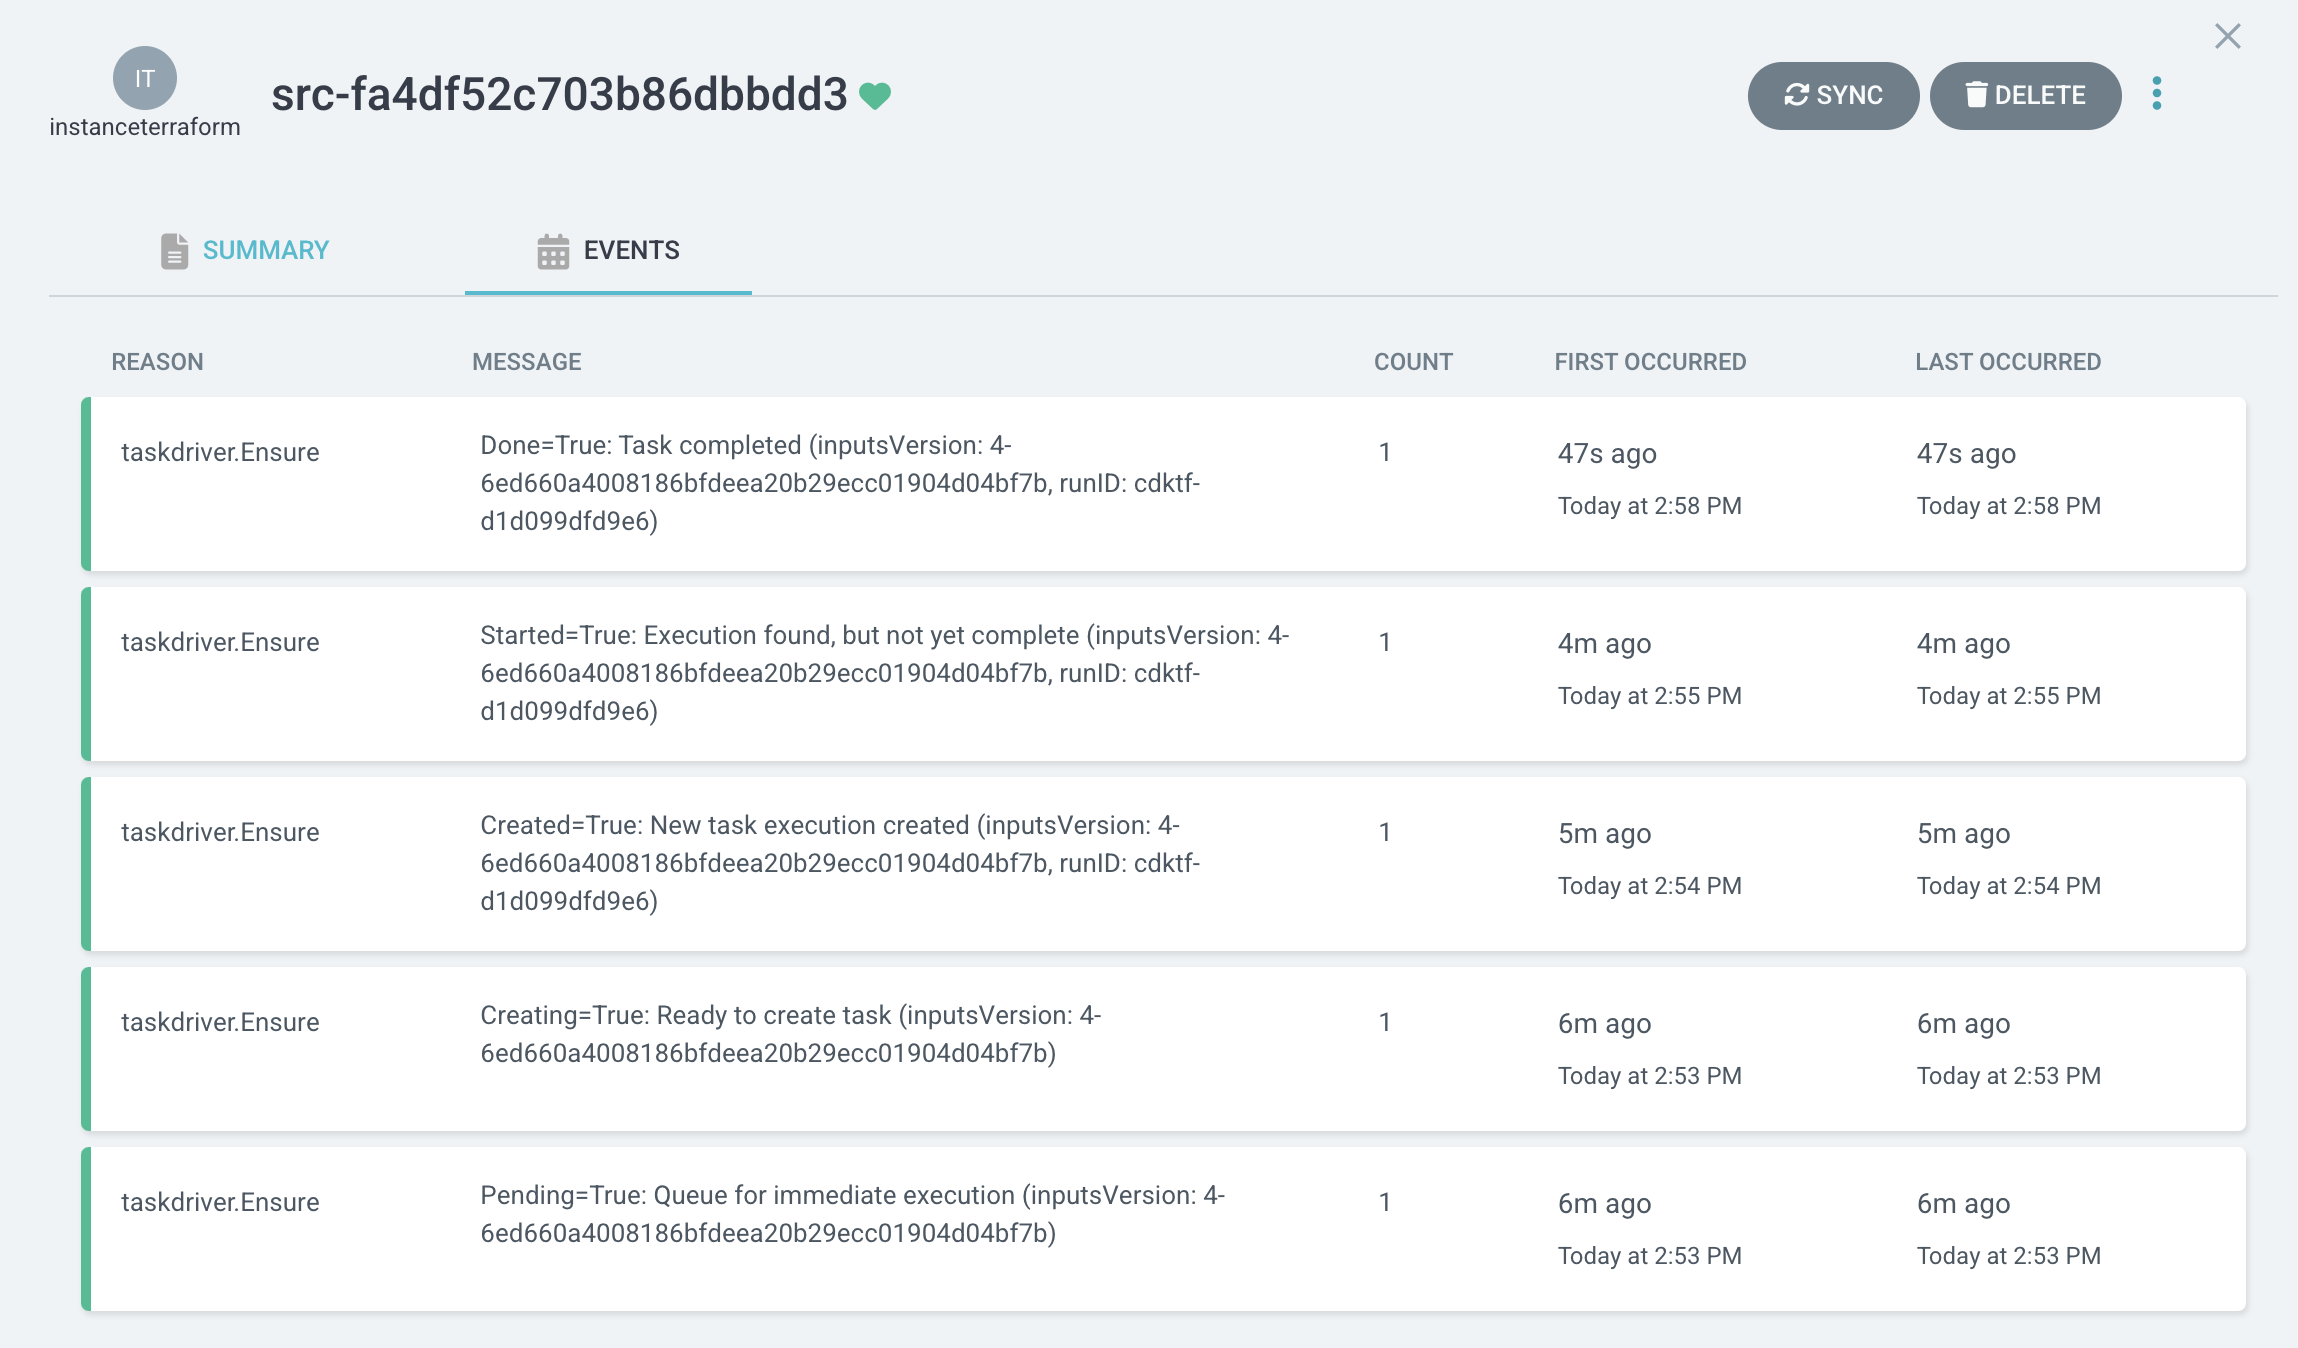 IT
instanceterraform
src-fa4df52c703b86dbbdd3
SYNC
DELETE
SUMMARY
EVENTS
REASON MESSAGE COUNT FIRST OCCURRED LAST OCCURRED
taskdriver.Ensure
Done=True: Task completed (inputsVersion: 4-
6ed660a4008186bfdeea20b29ecc01904d04bf7b, runID: cdktf-
d1d099dfd9e6)
1
47s ago
Today at 2:58 PM
47s ago
Today at 2:58 PM
taskdriver.Ensure
Started=True: Execution found, but not yet complete (inputsVersion: 4-
6ed660a4008186bfdeea20b29ecc01904d04bf7b, runID: cdktf-
d1d099dfd9e6)
1
4m ago
Today at 2:55 PM
4m ago
Today at 2:55 PM
taskdriver.Ensure
Created=True: New task execution created (inputsVersion: 4-
6ed660a4008186bfdeea20b29ecc01904d04bf7b, runID: cdktf-
d1d099dfd9e6)
1
5m ago
Today at 2:54 PM
5m ago
Today at 2:54 PM
taskdriver.Ensure
Creating=True: Ready to create task (inputsVersion: 4-
6ed660a4008186bfdeea20b29ecc01904d04bf7b)
1
6m ago
Today at 2:53 PM
6m ago
Today at 2:53 PM
taskdriver.Ensure
Pending=True: Queue for immediate execution (inputsVersion: 4-
6ed660a4008186bfdeea20b29ecc01904d04bf7b)
1
6m ago
Today at 2:53 PM
6m ago
Today at 2:53 PM